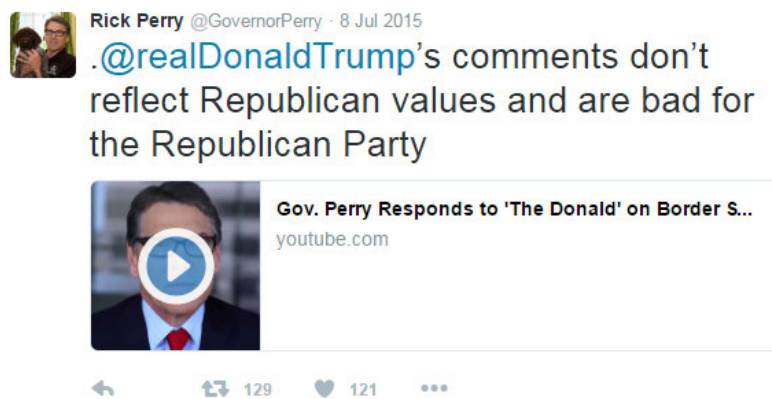 Rick Perry @GovernorPerry · 8 Jul 2015
.@realDonaldTrump's comments don't
reflect Republican values and are bad for
the Republican Party
Gov. Perry Responds to 'The Donald' on Border S...
youtube.com
129 121